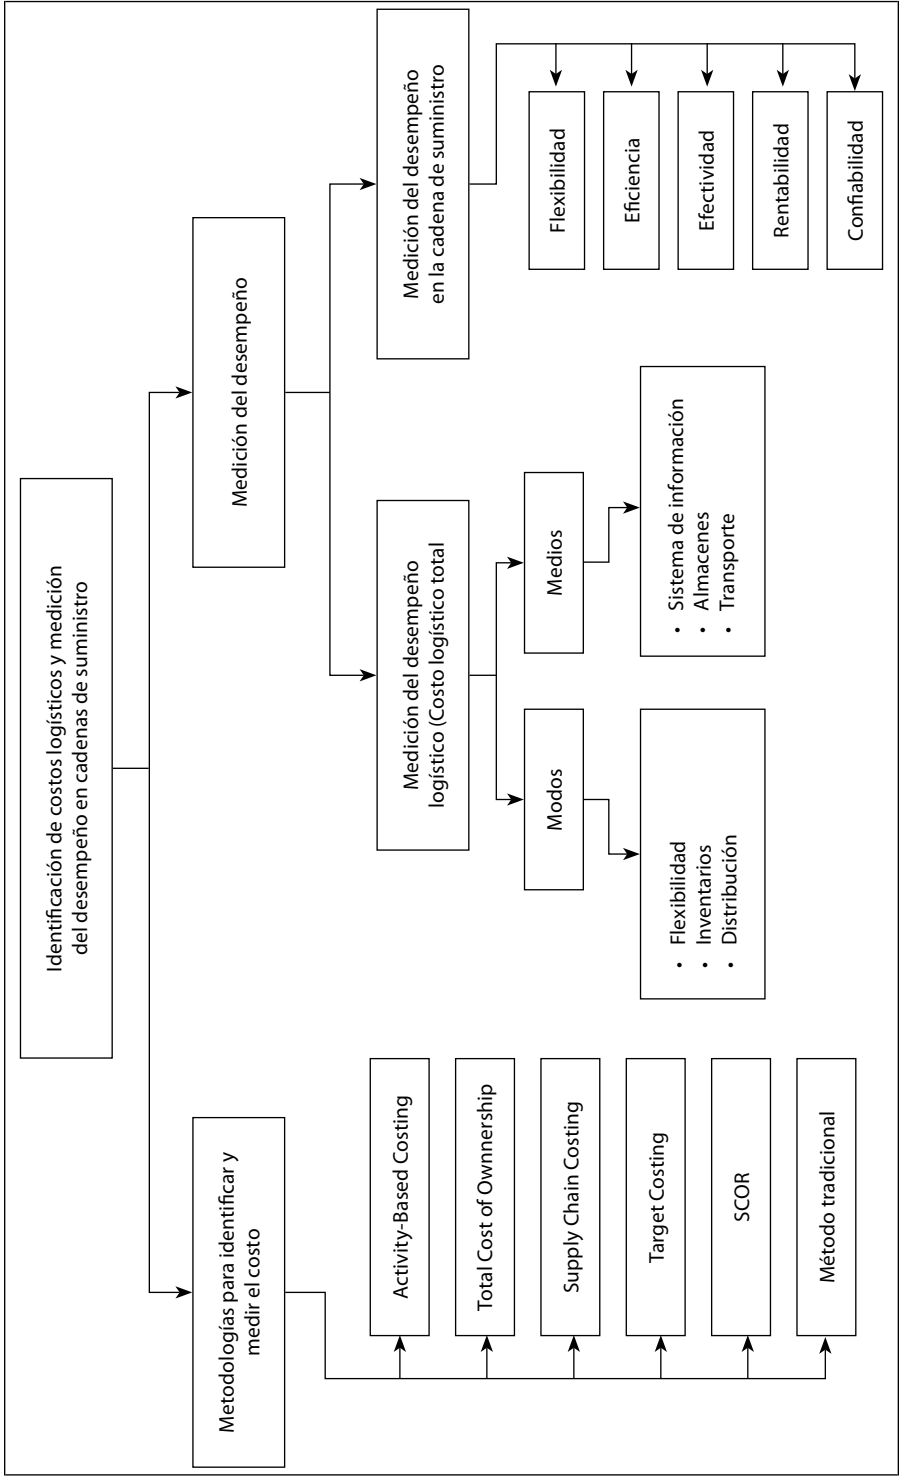 Identificación de costos logísticos y medición
del desempeño en cadenas de suministro
Metodologías para identificar y
medir el costo
Activity-Based Costing
Total Cost of Ownnership
Supply Chain Costing
Target Costing
SCOR
Método tradicional
Medición del desempeño
Medición del desempeño
logístico (Costo logístico total
Modos
• Flexibilidad
• Inventarios
• Distribución
Medios
• Sistema de información
• Almacenes
• Transporte
Medición del desempeño
en la cadena de suministro
Flexibilidad
Eficiencia
Efectividad
Rentabilidad
Confiabilidad